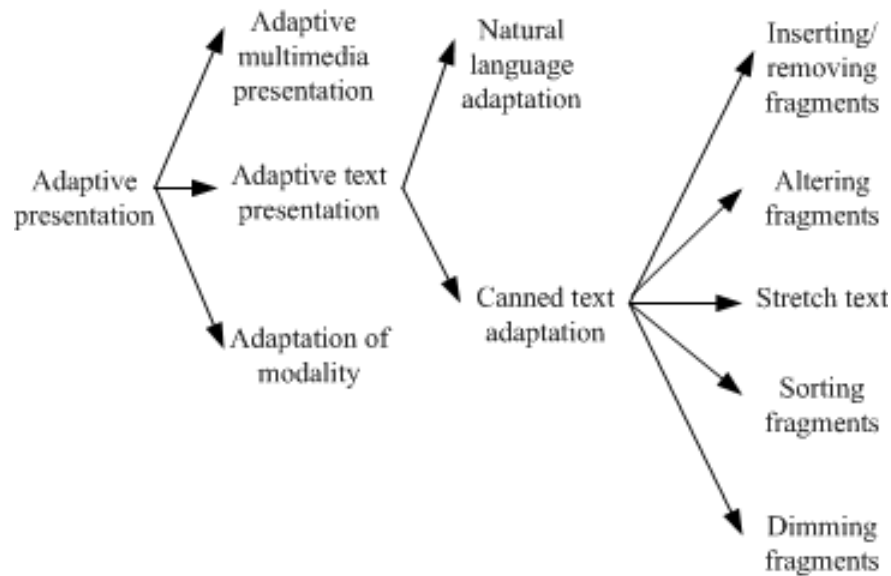 Adaptive
presentation
Adaptive
multimedia
presentation
Adaptive text
presentation
Adaptation of
modality
Natural
language
adaptation
Canned text
adaptation
Inserting/
removing
fragments
Altering
fragments
Stretch text
Sorting
fragments
Dimming
fragments